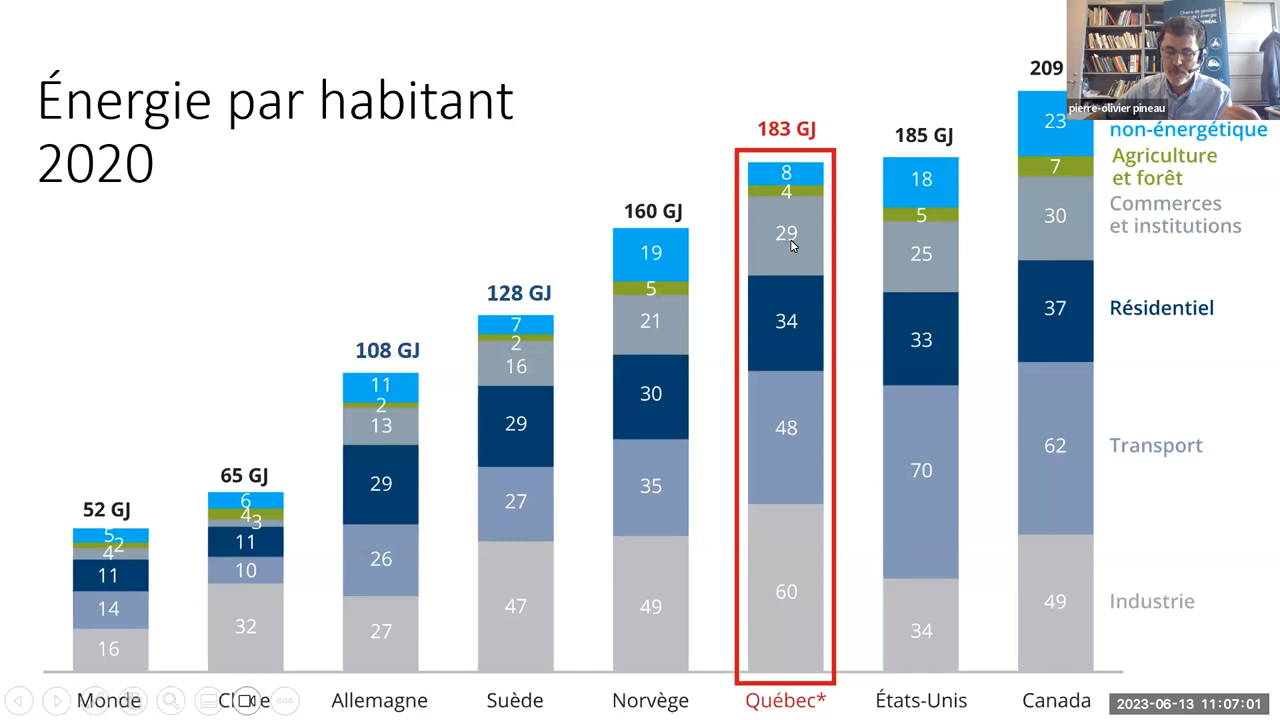 Énergie par habitant
2020
52 GJ
5
2
4
11
14
16
65 GJ
6
4
3
11
10
32
108 GJ
11
2
13
29
26
27
128 GJ
7
2
16
29
27
47
160 GJ
19
5
21
30
35
49
183 GJ
8
4
29
34
48
60
185 GJ
18
5
25
33
70
34
209
23
7
30
37
62
49
pierre-olivier pineau
non-énergétique
Agriculture
et forêt
Commerces
et institutions
Résidentiel
Transport
Industrie
Monde
Allemagne
Suède
Norvège
Québec*
États-Unis
Canada
2023-06-13 11:07:01